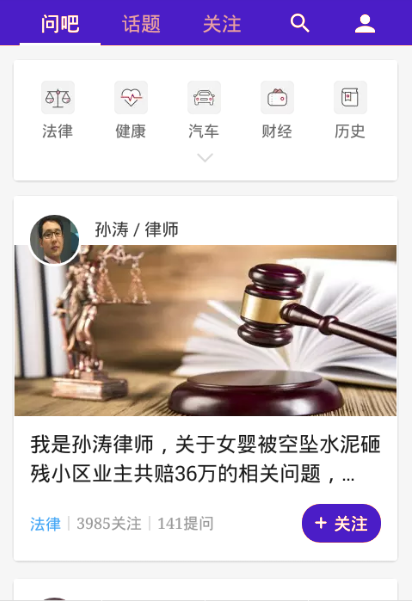 问吧 话题 关注
法律 健康 汽车 财经 历史
孙涛 / 律师
我是孙涛律师，关于女婴被空坠水泥砸
残小区业主共赔36万的相关问题，...
法律 3985关注 141提问
+ 关注